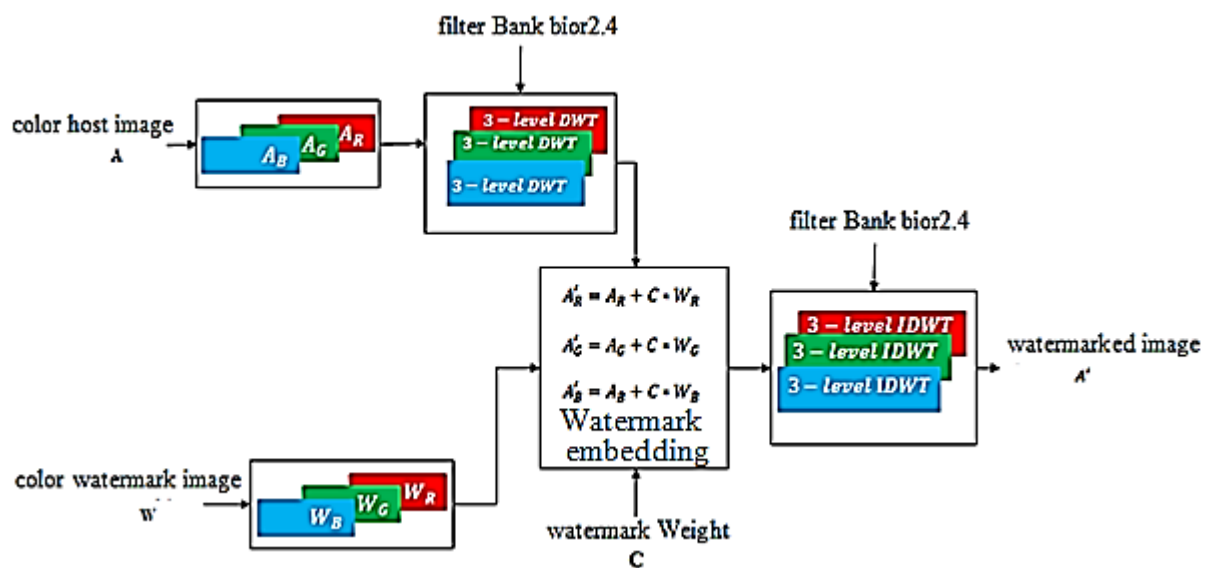 filter Bank bior2.4
color host image
A
A_R
A_G
A_B
3 – level DWT
3 – level DWT
3 – level DWT
filter Bank bior2.4
A'_R = A_R + C * W_R
A'_G = A_G + C * W_G
A'_B = A_B + C * W_B
Watermark
embedding
3 – level IDWT
3 – level IDWT
3 – level IDWT
watermarked image
A'
color watermark image
W
W_R
W_G
W_B
watermark Weight
C